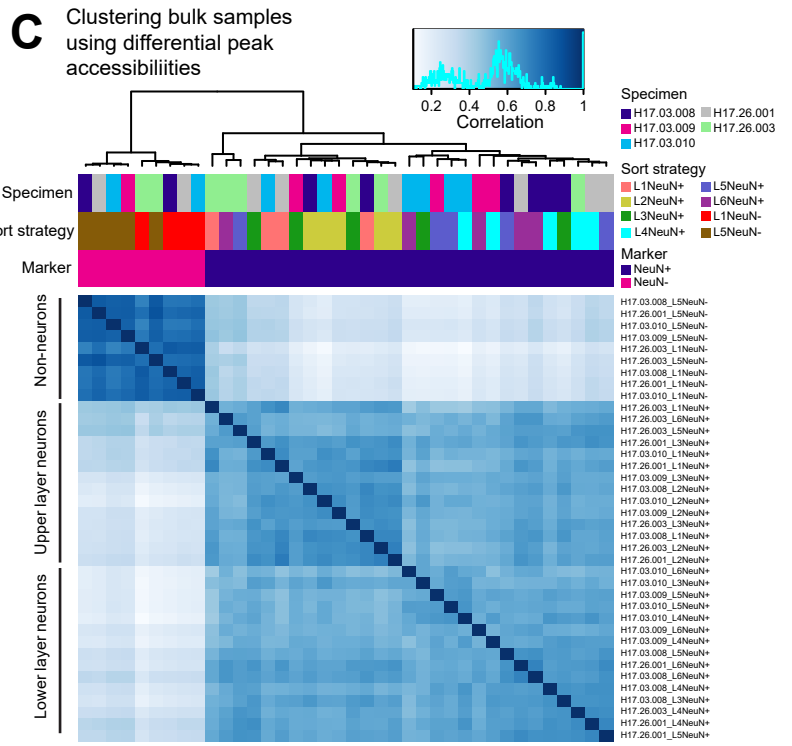 C
Clustering bulk samples
using differential peak
accessibiliities
0.2 0.4 0.6 0.8 1
Correlation
Specimen
H17.03.008 H17.26.001
H17.03.009 H17.26.003
H17.03.010
Sort strategy
L1NeuN+ L5NeuN+
L2NeuN+ L6NeuN+
L3NeuN+ L1NeuN-
L4NeuN+ L5NeuN-
Marker
NeuN+
NeuN-
Specimen
ort strategy
Marker
Non-neurons
Upper layer neurons
Lower layer neurons
H17.03.008_L5NeuN-
H17.26.001_L5NeuN-
H17.03.010_L5NeuN-
H17.03.009_L5NeuN-
H17.26.003_L1NeuN-
H17.26.003_L5NeuN-
H17.03.008_L1NeuN-
H17.26.001_L1NeuN-
H17.03.010_L1NeuN-
H17.26.003_L1NeuN+
H17.26.003_L6NeuN+
H17.26.003_L5NeuN+
H17.26.001_L3NeuN+
H17.03.010_L1NeuN+
H17.26.001_L1NeuN+
H17.03.009_L3NeuN+
H17.03.008_L2NeuN+
H17.03.010_L2NeuN+
H17.03.009_L2NeuN+
H17.26.003_L3NeuN+
H17.03.008_L1NeuN+
H17.26.003_L2NeuN+
H17.26.001_L2NeuN+
H17.03.010_L6NeuN+
H17.03.010_L3NeuN+
H17.03.009_L5NeuN+
H17.03.010_L5NeuN+
H17.03.010_L4NeuN+
H17.03.009_L6NeuN+
H17.03.009_L4NeuN+
H17.03.008_L5NeuN+
H17.26.001_L6NeuN+
H17.03.008_L6NeuN+
H17.03.008_L4NeuN+
H17.03.008_L3NeuN+
H17.26.003_L4NeuN+
H17.26.001_L4NeuN+
H17.26.001_L5NeuN+